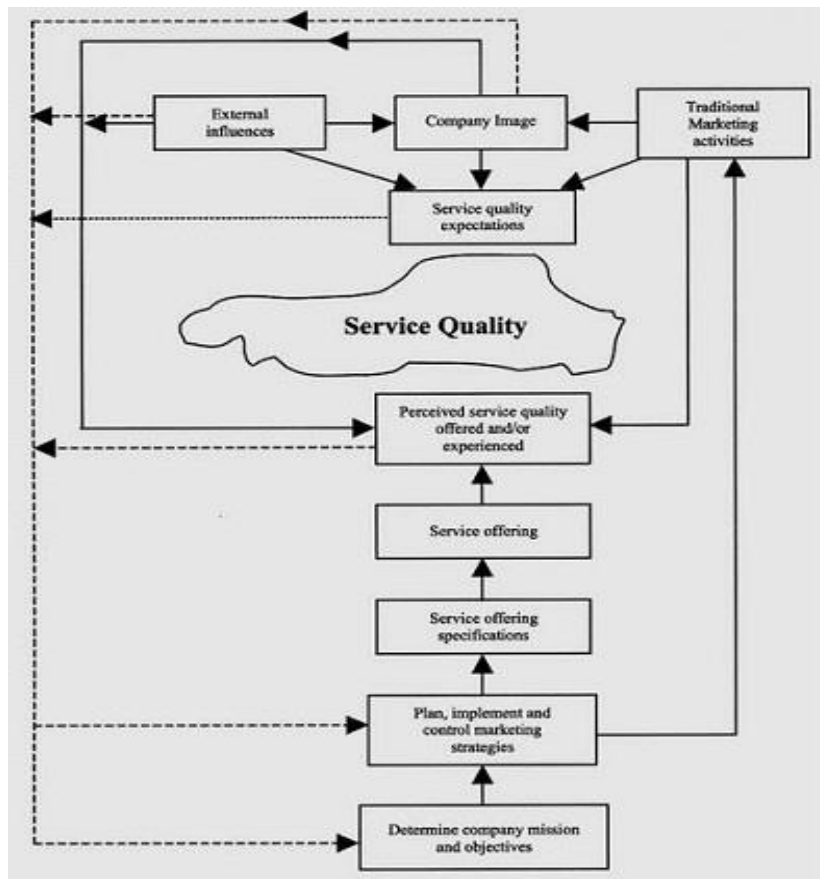 External
influences
Company Image
Traditional
Marketing
activities
Service quality
expectations
Service Quality
Perceived service quality
offered and/or
experienced
Service offering
Service offering
specifications
Plan, implement and
control marketing
strategies
Determine company mission
and objectives